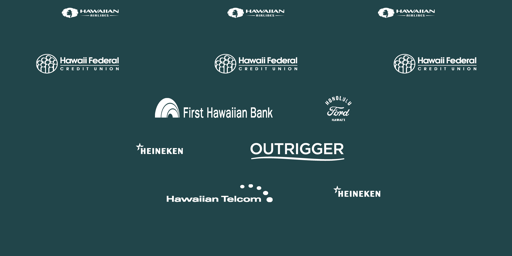 HAWAIIAN HAWAIIAN HAWAIIAN
AIRLINES AIRLINES AIRLINES
Hawaii Federal Hawaii Federal Hawaii Federal
CREDIT UNION CREDIT UNION CREDIT UNION
First Hawaiian Bank
HONOLULU
Ford
HAWAI'I
HEINEKEN
OUTRIGGER
Hawaiian Telcom
HEINEKEN